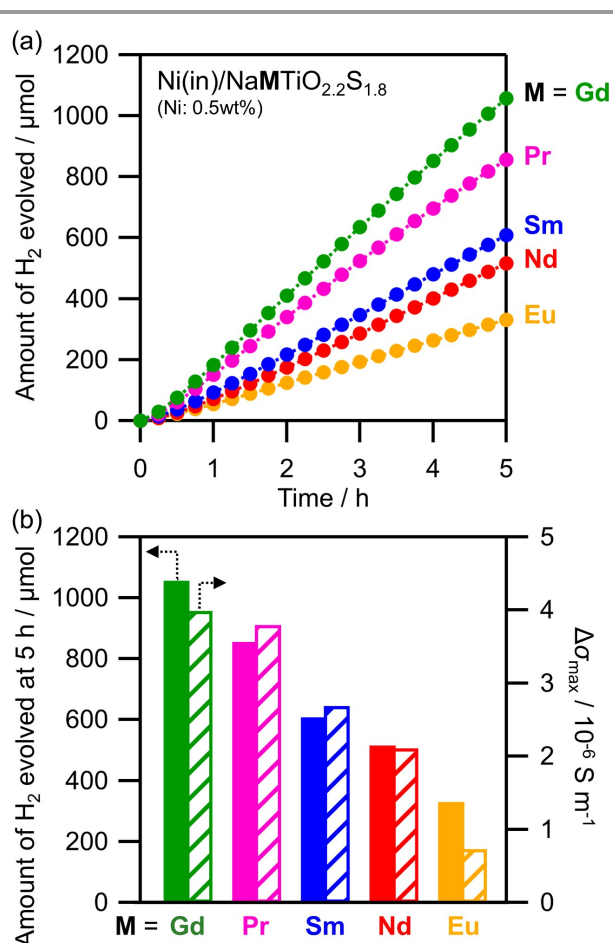 (a)
Amount of H2 evolved / μmol
1200
1000
800
600
400
200
0
Ni(in)/NaMTiO2.2S1.8
(Ni: 0.5wt%)
M = Gd
Pr
Sm
Nd
Eu
0 1 2 3 4 5
Time / h
(b)
Amount of H2 evolved at 5 h / μmol
1200
1000
800
600
400
200
0
5
4
3
2
1
0
Δσmax / 10-6 S m-1
M = Gd Pr Sm Nd Eu